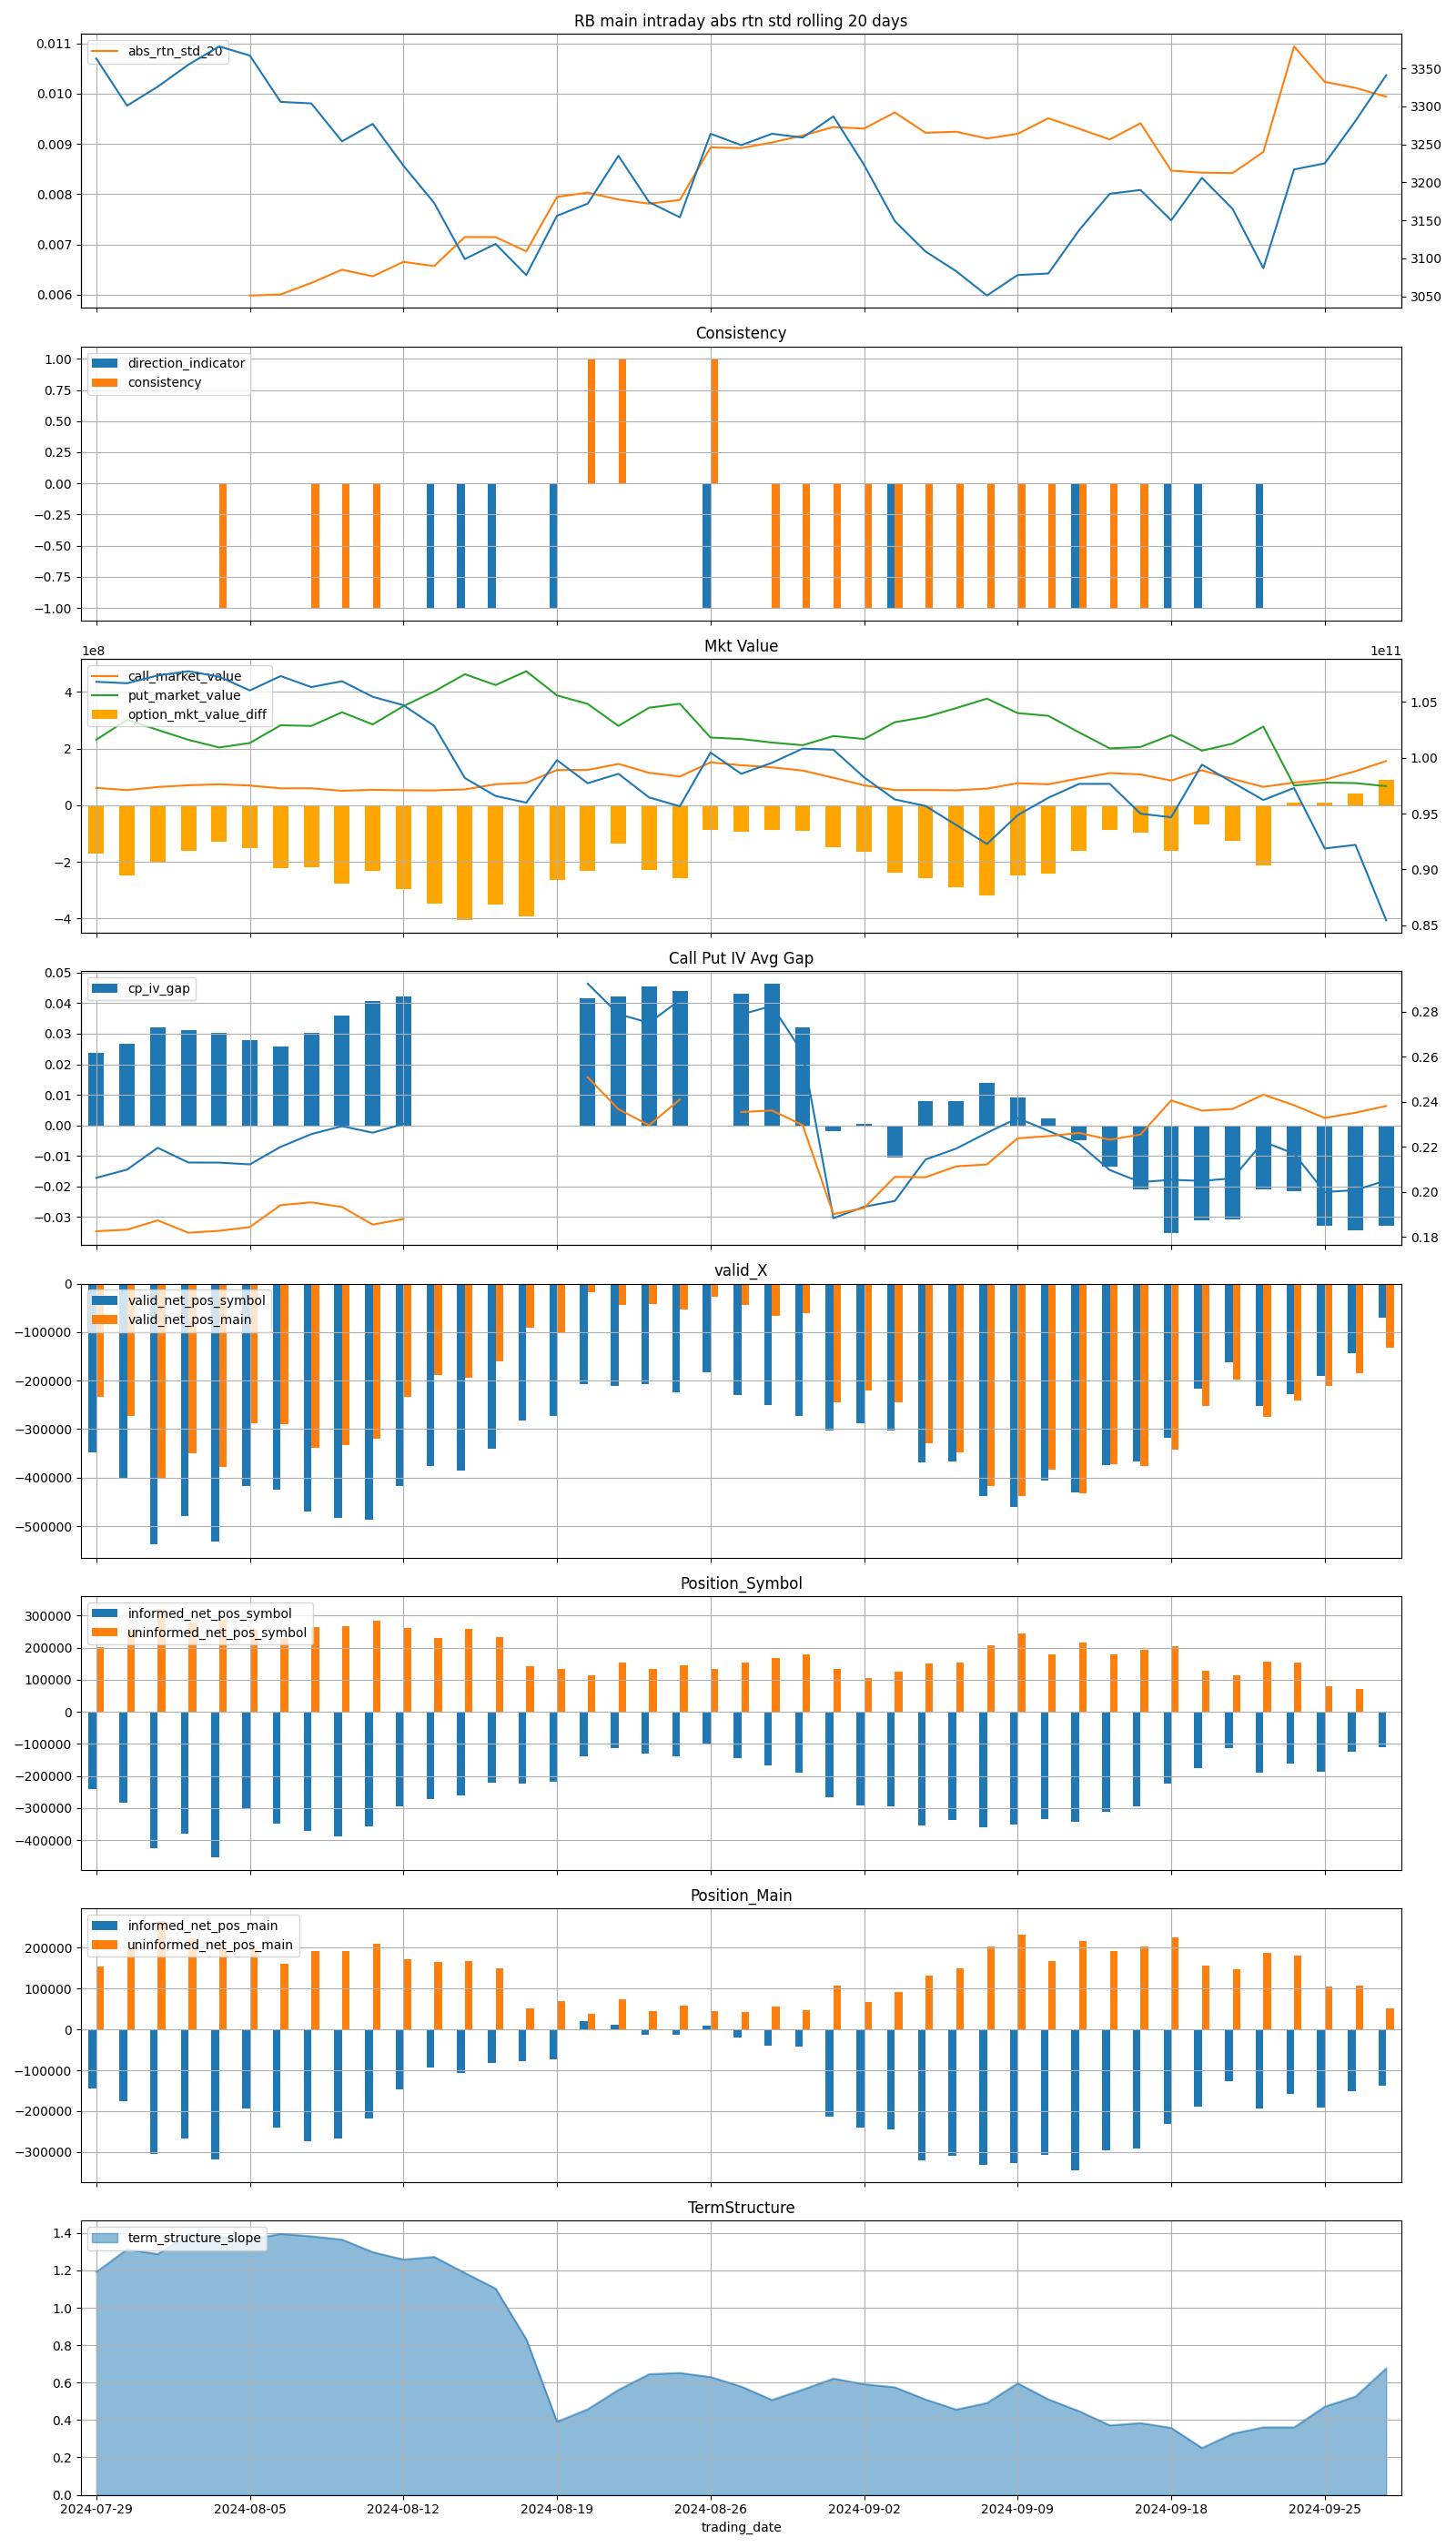 RB main intraday abs rtn std rolling 20 days
abs_rtn_std_20
0.011
0.010
0.009
0.008
0.007
0.006
3350
3300
3250
3200
3150
3100
3050
Consistency
direction_indicator
consistency
1.00
0.75
0.50
0.25
0.00
−0.25
−0.50
−0.75
−1.00
Mkt Value
1e8
1e11
call_market_value
put_market_value
option_mkt_value_diff
4
2
0
−2
−4
1.05
1.00
0.95
0.90
0.85
Call Put IV Avg Gap
cp_iv_gap
0.05
0.04
0.03
0.02
0.01
0.00
−0.01
−0.02
−0.03
0.28
0.26
0.24
0.22
0.20
0.18
valid_X
valid_net_pos_symbol
valid_net_pos_main
0
−100000
−200000
−300000
−400000
−500000
Position_Symbol
informed_net_pos_symbol
uninformed_net_pos_symbol
300000
200000
100000
0
−100000
−200000
−300000
−400000
Position_Main
informed_net_pos_main
uninformed_net_pos_main
200000
100000
0
−100000
−200000
−300000
TermStructure
term_structure_slope
1.4
1.2
1.0
0.8
0.6
0.4
0.2
0.0
2024-07-29 2024-08-05 2024-08-12 2024-08-19 2024-08-26 2024-09-02 2024-09-09 2024-09-18 2024-09-25
trading_date